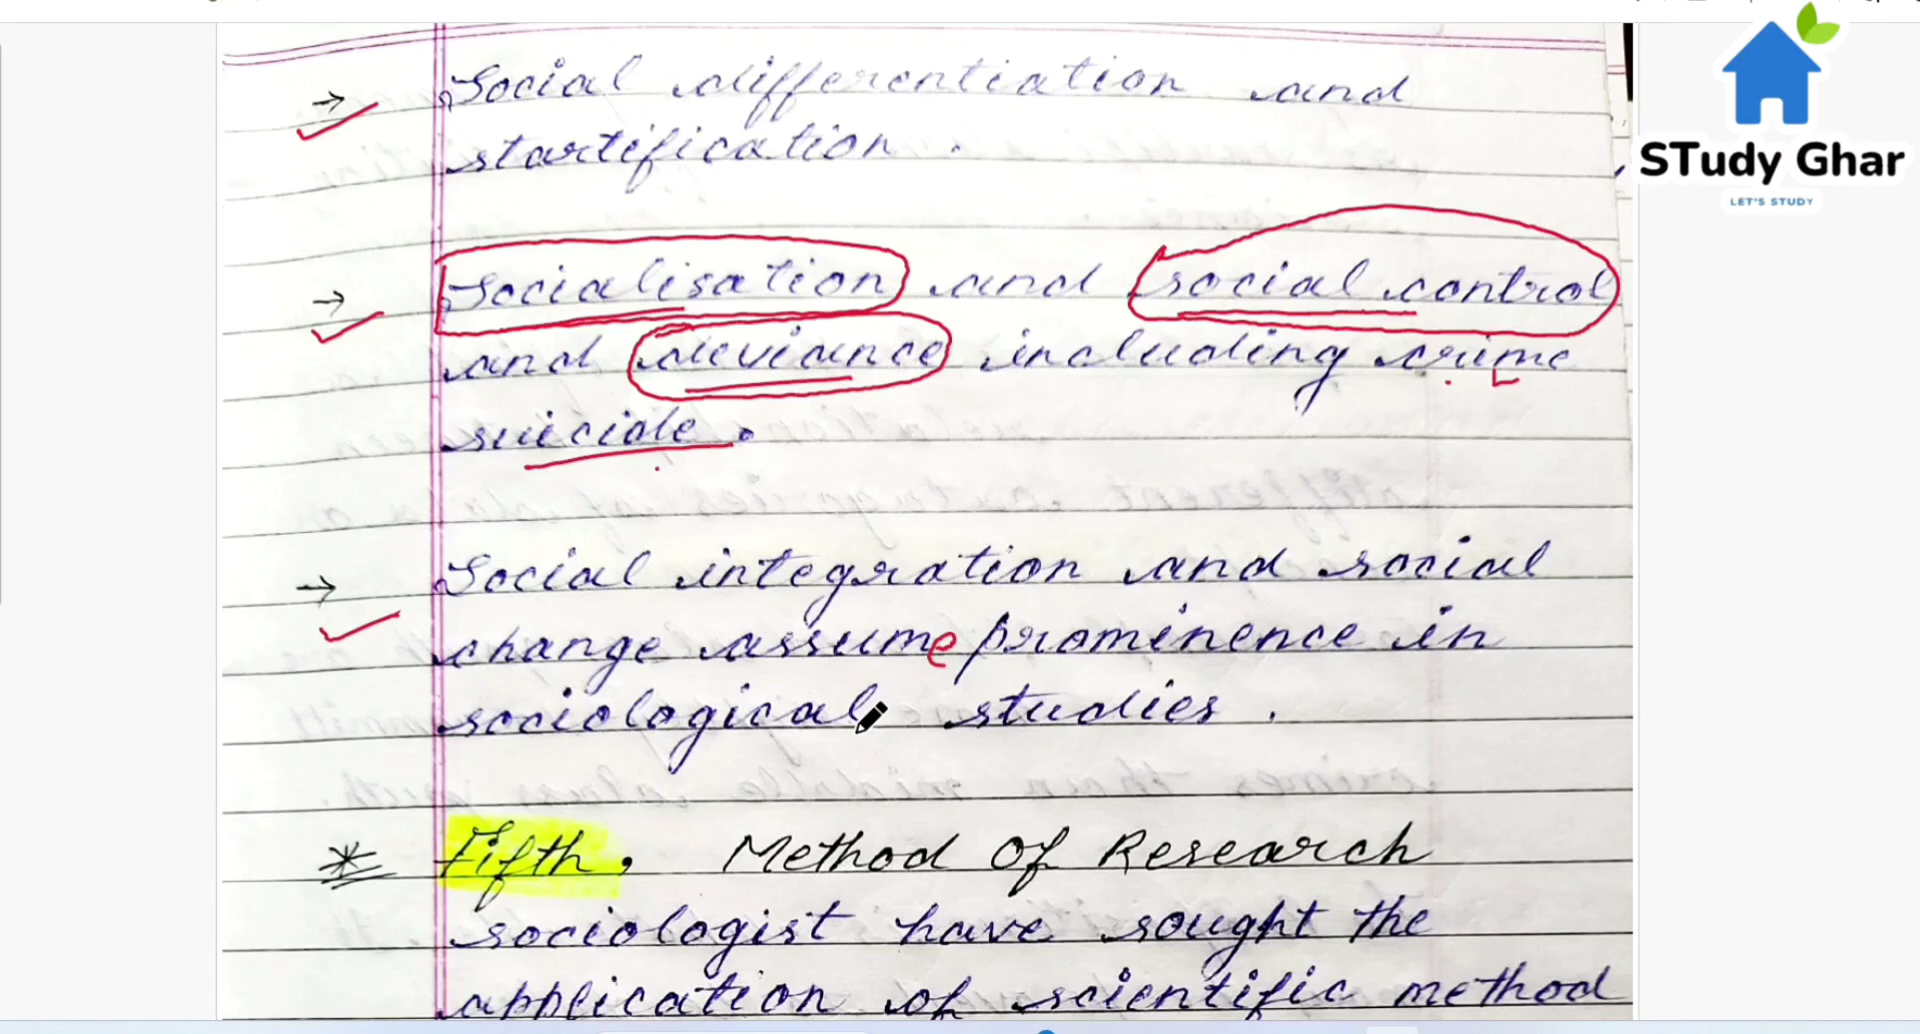 Social differentiation and
startification.
Socialisation and social control
and deviance including crime
suicide.
Social integration and social
change assume prominence in
sociological studies.
Fifth, Method Of Research
sociologist have sought the
application of scientific method
STudy Ghar
LET'S STUDY